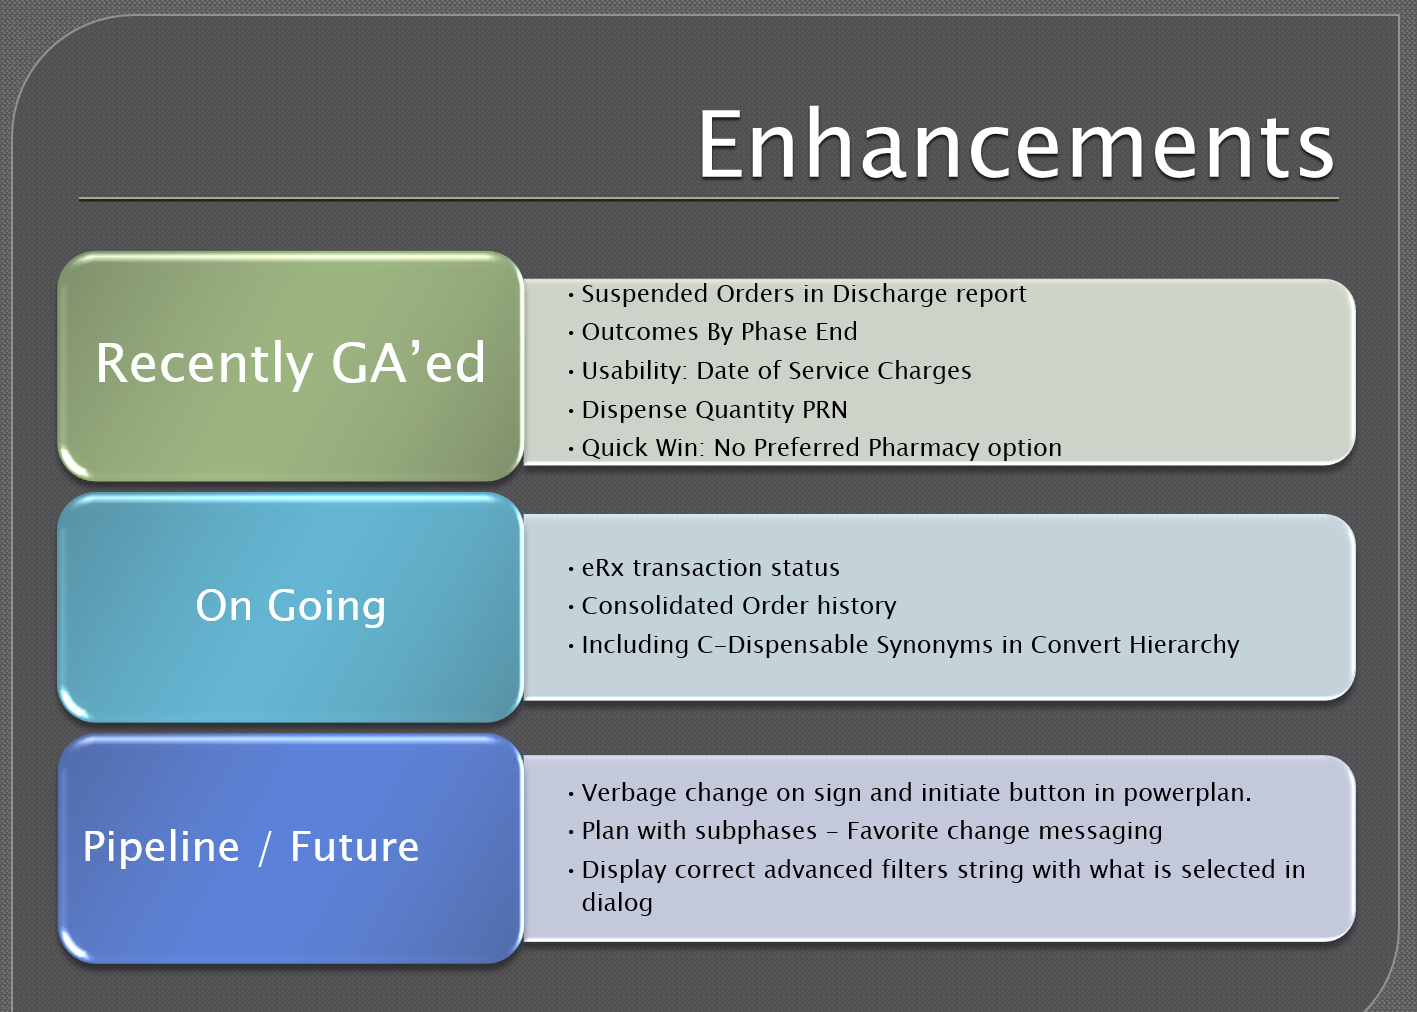 Enhancements
Recently GA’ed
• Suspended Orders in Discharge report
• Outcomes By Phase End
• Usability: Date of Service Charges
• Dispense Quantity PRN
• Quick Win: No Preferred Pharmacy option
On Going
• eRx transaction status
• Consolidated Order history
• Including C-Dispensable Synonyms in Convert Hierarchy
Pipeline / Future
• Verbage change on sign and initiate button in powerplan.
• Plan with subphases – Favorite change messaging
• Display correct advanced filters string with what is selected in
dialog